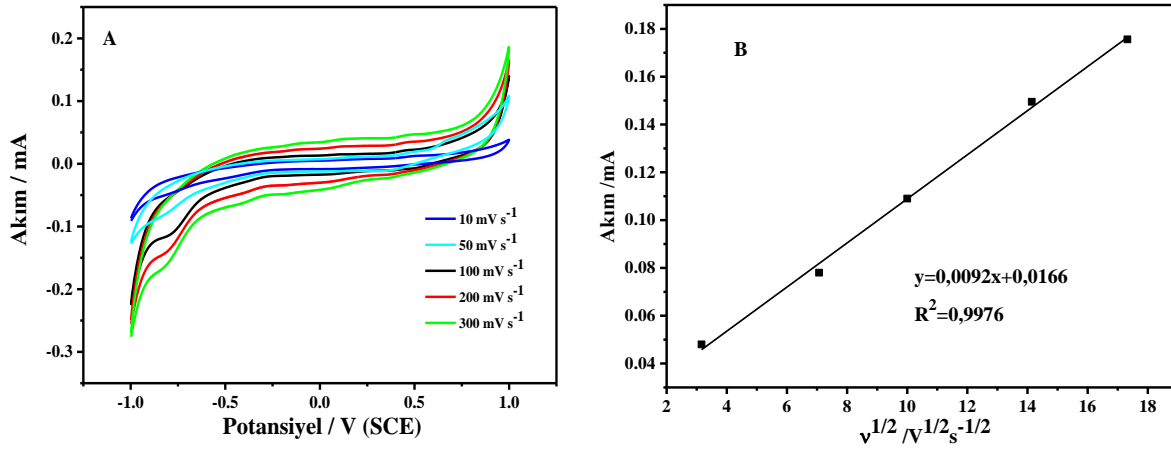 A
0.2
0.1
0.0
-0.1
-0.2
-0.3
Akım / mA
-1.0 -0.5 0.0 0.5 1.0
Potansiyel / V (SCE)
10 mV s⁻¹
50 mV s⁻¹
100 mV s⁻¹
200 mV s⁻¹
300 mV s⁻¹
B
0.18
0.16
0.14
0.12
0.10
0.08
0.06
0.04
Akım /mA
y=0,0092x+0,0166
R²=0,9976
2 4 6 8 10 12 14 16 18
ν^1/2 /V^1/2 s^-1/2